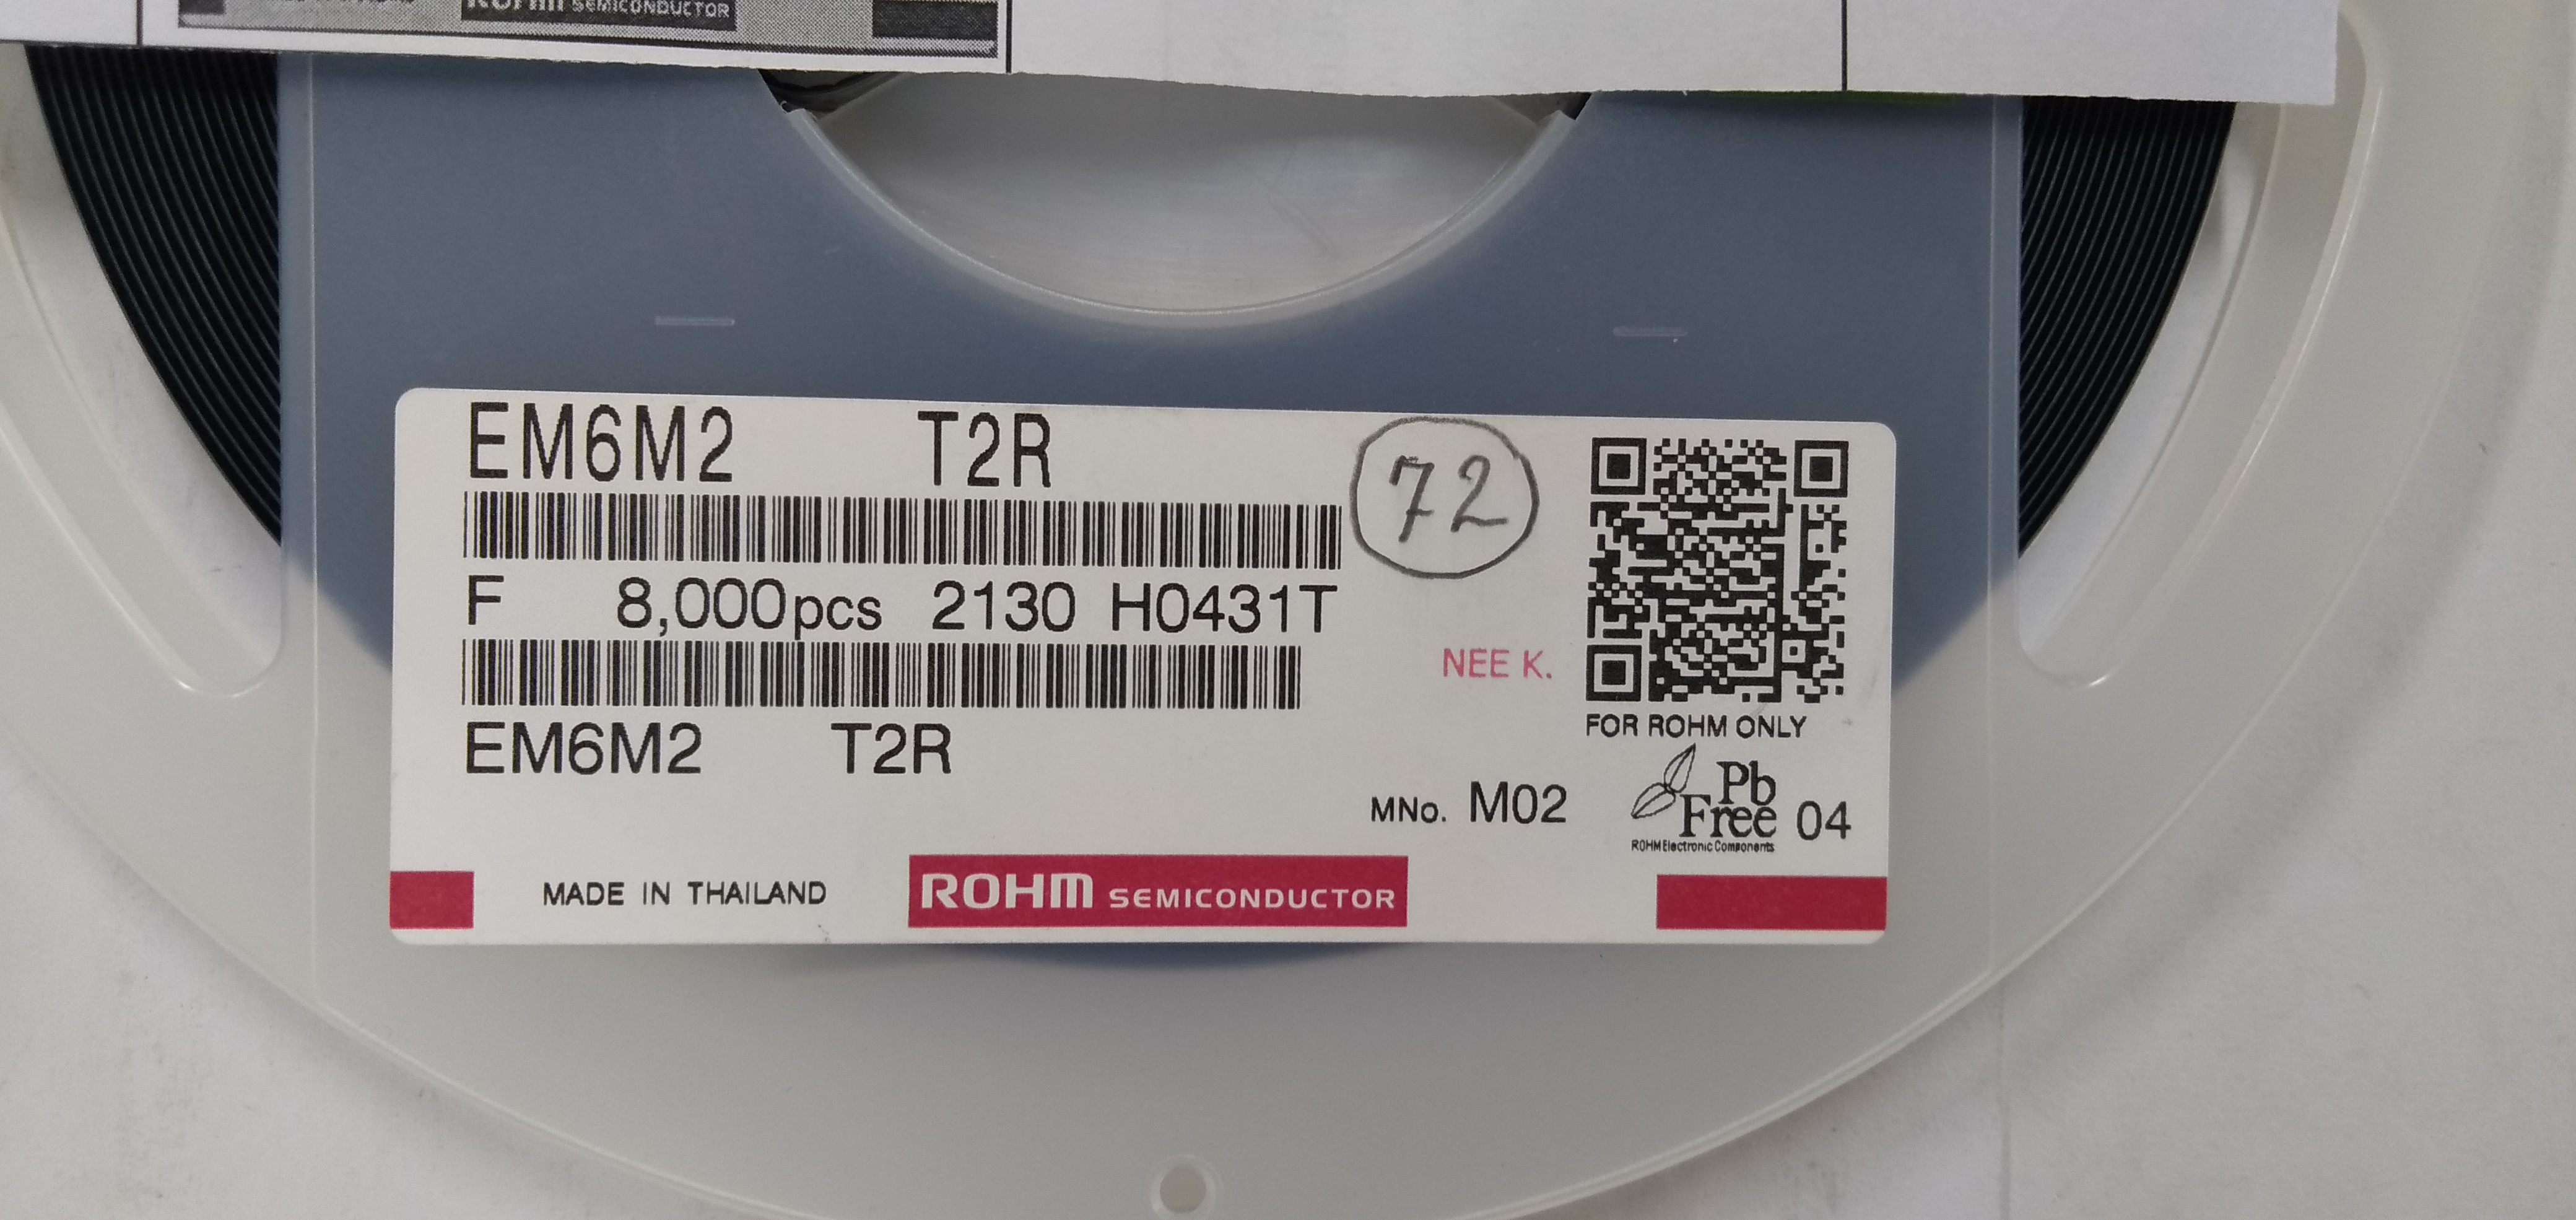 ROHM SEMICONDUCTOR
EM6M2 T2R
72
F 8,000pcs 2130 H0431T
NEE K.
FOR ROHM ONLY
EM6M2 T2R
MNo. M02
Pb
Free 04
ROHM Electronic Components
MADE IN THAILAND
ROHM SEMICONDUCTOR